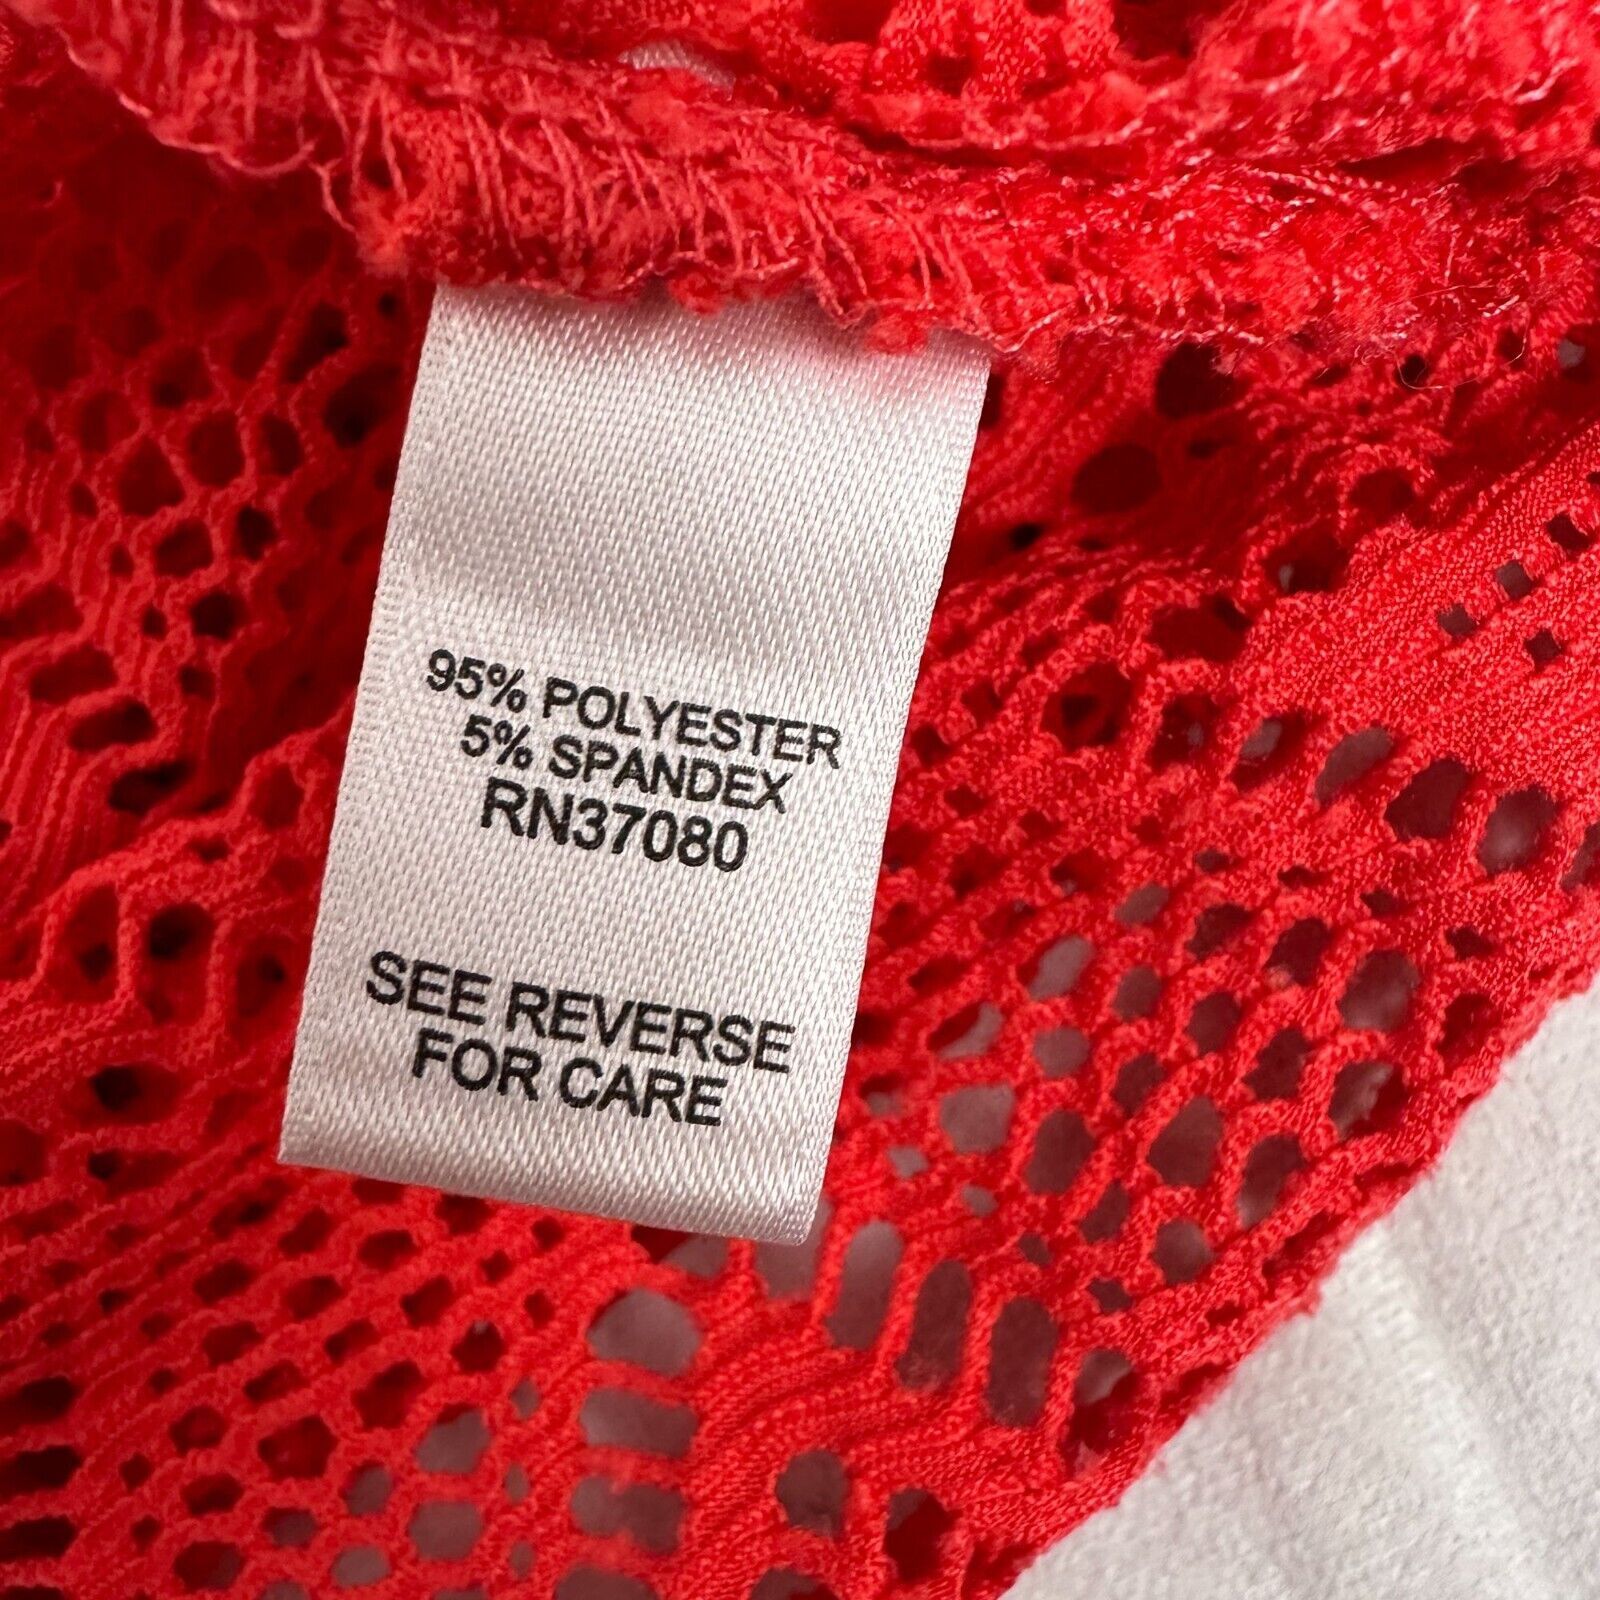 95% POLYESTER
5% SPANDEX
RN37080
SEE REVERSE
FOR CARE